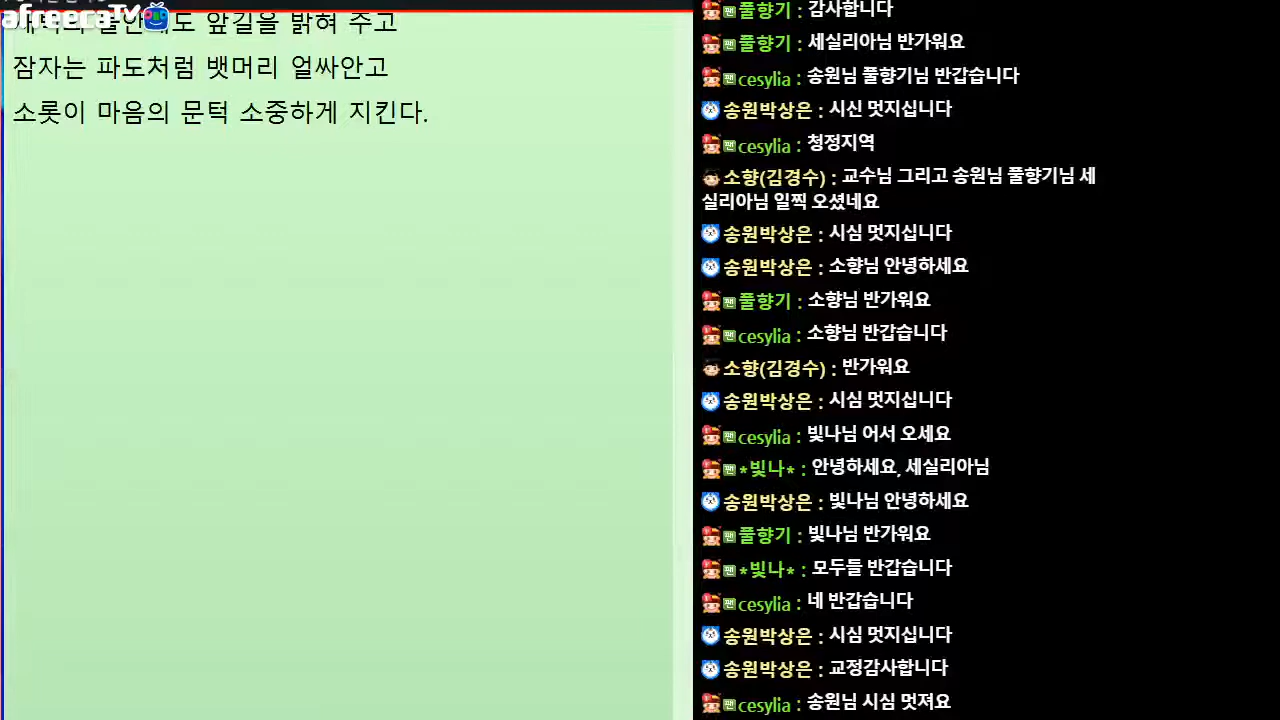 afreecaTV
앞길을 밝혀 주고
잠자는 파도처럼 뱃머리 얼싸안고
소롯이 마음의 문턱 소중하게 지킨다.
팬 풀향기 : 감사합니다
팬 풀향기 : 세실리아님 반가워요
팬 cesylia : 송원님 풀향기님 반갑습니다
송원박상은 : 시신 멋지십니다
팬 cesylia : 청정지역
소향(김경수) : 교수님 그리고 송원님 풀향기님 세
실리아님 일찍 오셨네요
송원박상은 : 시심 멋지십니다
송원박상은 : 소향님 안녕하세요
팬 풀향기 : 소향님 반가워요
팬 cesylia : 소향님 반갑습니다
소향(김경수) : 반가워요
송원박상은 : 시심 멋지십니다
팬 cesylia : 빛나님 어서 오세요
팬 *빛나* : 안녕하세요, 세실리아님
송원박상은 : 빛나님 안녕하세요
팬 풀향기 : 빛나님 반가워요
팬 *빛나* : 모두들 반갑습니다
팬 cesylia : 네 반갑습니다
송원박상은 : 시심 멋지십니다
송원박상은 : 교정감사합니다
팬 cesylia : 송원님 시심 멋져요